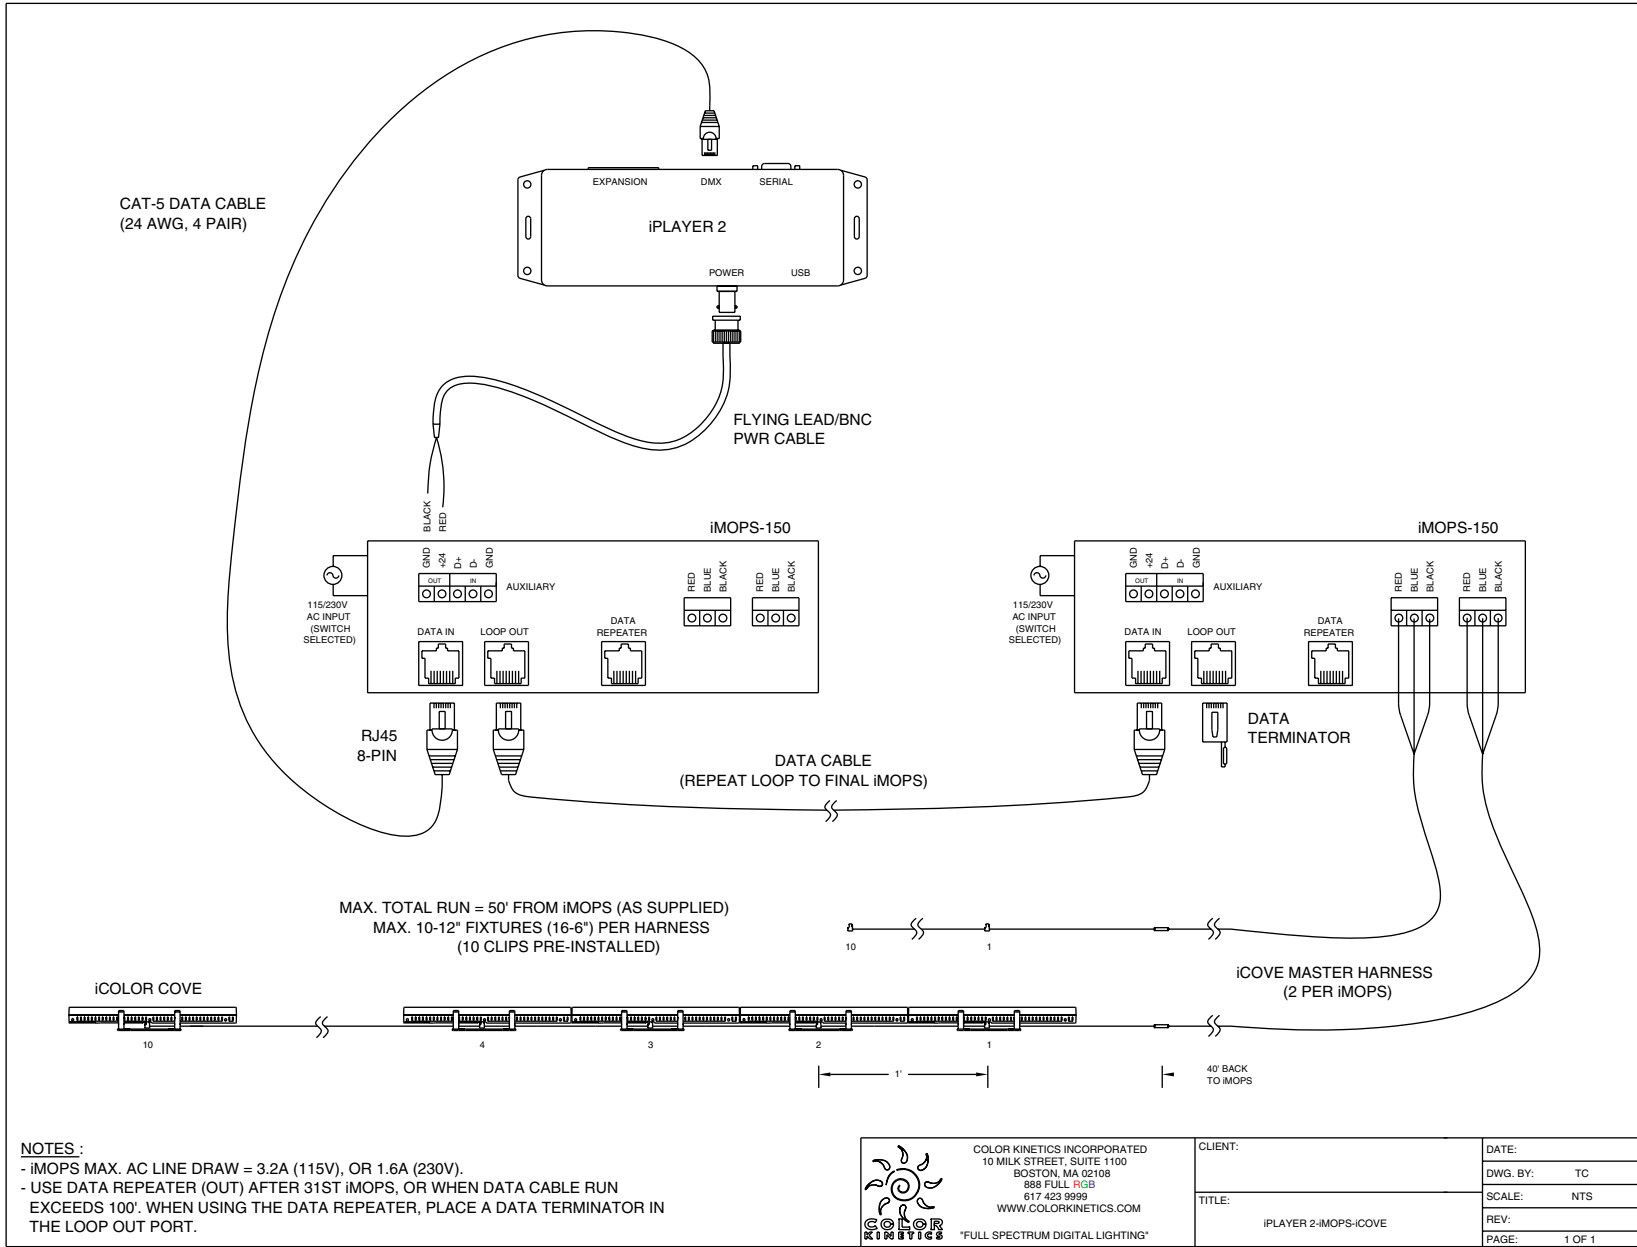 CAT-5 DATA CABLE
(24 AWG, 4 PAIR)
EXPANSION DMX SERIAL
iPLAYER 2
POWER USB
FLYING LEAD/BNC
PWR CABLE
BLACK
RED
iMOPS-150
GND +24 D+ D- GND
OUT IN
AUXILIARY
RED BLUE BLACK
RED BLUE BLACK
115/230V
AC INPUT
(SWITCH
SELECTED)
DATA IN LOOP OUT
DATA
REPEATER
RJ45
8-PIN
iMOPS-150
GND +24 D+ D- GND
OUT IN
AUXILIARY
RED BLUE BLACK
RED BLUE BLACK
115/230V
AC INPUT
(SWITCH
SELECTED)
DATA IN LOOP OUT
DATA
REPEATER
DATA
TERMINATOR
DATA CABLE
(REPEAT LOOP TO FINAL iMOPS)
MAX. TOTAL RUN = 50' FROM iMOPS (AS SUPPLIED)
MAX. 10-12" FIXTURES (16-6") PER HARNESS
(10 CLIPS PRE-INSTALLED)
10 1
iCOVE MASTER HARNESS
(2 PER iMOPS)
iCOLOR COVE
10 4 3 2 1
1'
40' BACK
TO iMOPS
NOTES :
- iMOPS MAX. AC LINE DRAW = 3.2A (115V), OR 1.6A (230V).
- USE DATA REPEATER (OUT) AFTER 31ST iMOPS, OR WHEN DATA CABLE RUN
EXCEEDS 100'. WHEN USING THE DATA REPEATER, PLACE A DATA TERMINATOR IN
THE LOOP OUT PORT.
COLOR
KINETICS
COLOR KINETICS INCORPORATED
10 MILK STREET, SUITE 1100
BOSTON, MA 02108
888 FULL RGB
617 423 9999
WWW.COLORKINETICS.COM
"FULL SPECTRUM DIGITAL LIGHTING"
CLIENT:
TITLE:
iPLAYER 2-iMOPS-iCOVE
DATE:
DWG. BY: TC
SCALE: NTS
REV:
PAGE: 1 OF 1